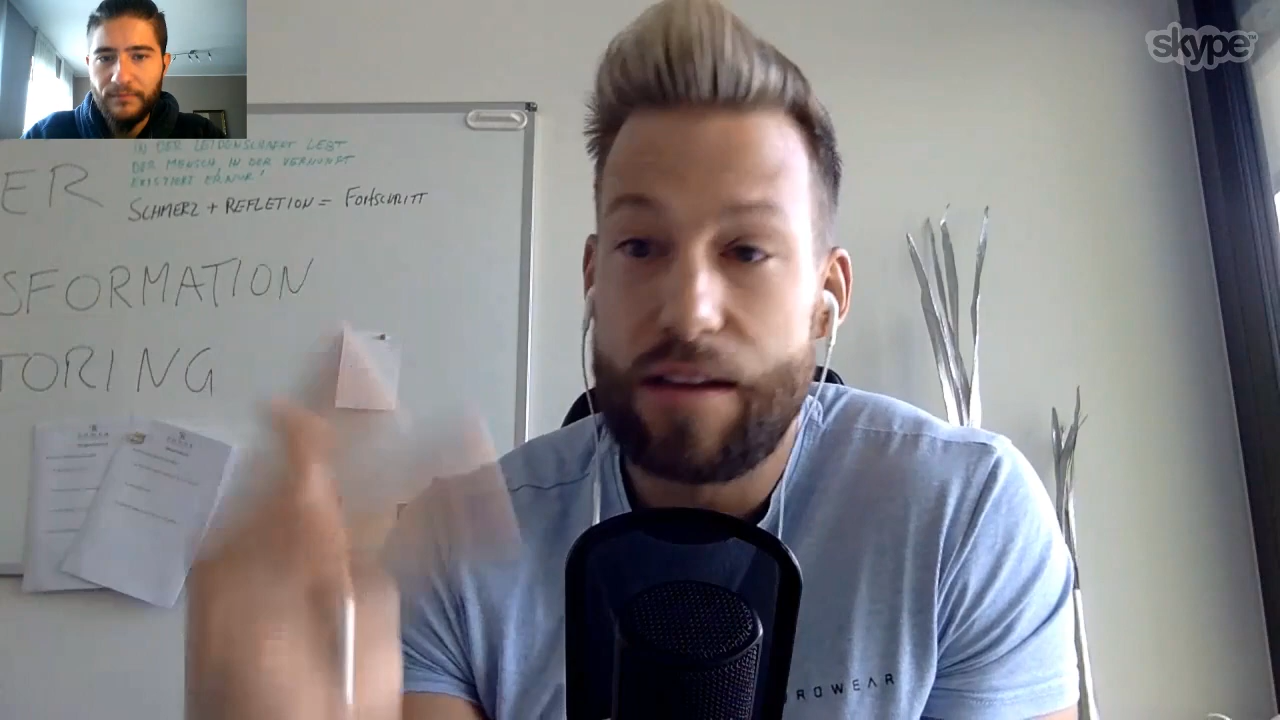 skype™
IN DER LEIDENSCHAFT LEBT
DER MENSCH, IN DER VERNUNFT
EXISTIERT ER NUR!
ER
SCHMERZ + REFLETION = FORTSCHRITT
SFORMATION
TORING
ROWEAR